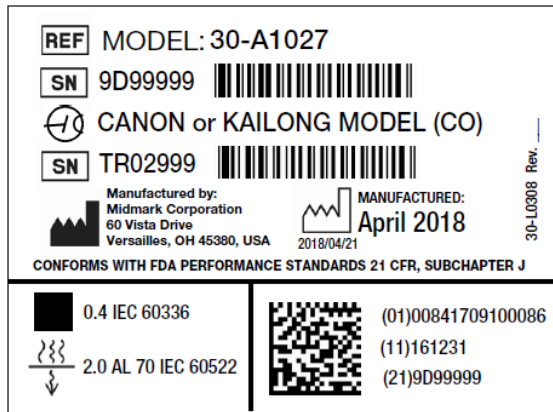 REF MODEL: 30-A1027
SN 9D99999
CANON or KAILONG MODEL (CO)
SN TR02999
Manufactured by:
Midmark Corporation
60 Vista Drive
Versailles, OH 45380, USA
2018/04/21
MANUFACTURED:
April 2018
30-L0308 Rev. __
CONFORMS WITH FDA PERFORMANCE STANDARDS 21 CFR, SUBCHAPTER J
0.4 IEC 60336
2.0 AL 70 IEC 60522
(01)00841709100086
(11)161231
(21)9D99999